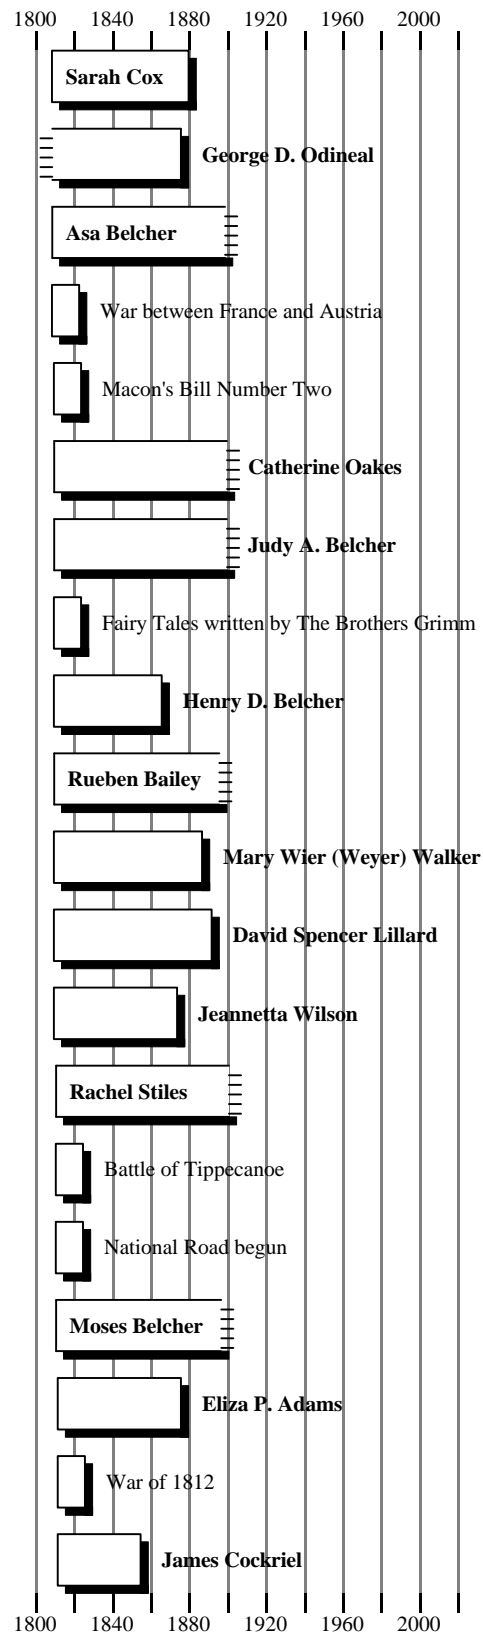 1800 1840 1880 1920 1960 2000
Sarah Cox
George D. Odineal
Asa Belcher
War between France and Austria
Macon's Bill Number Two
Catherine Oakes
Judy A. Belcher
Fairy Tales written by The Brothers Grimm
Henry D. Belcher
Rueben Bailey
Mary Wier (Weyer) Walker
David Spencer Lillard
Jeannetta Wilson
Rachel Stiles
Battle of Tippecanoe
National Road begun
Moses Belcher
Eliza P. Adams
War of 1812
James Cockriel
1800 1840 1880 1920 1960 2000